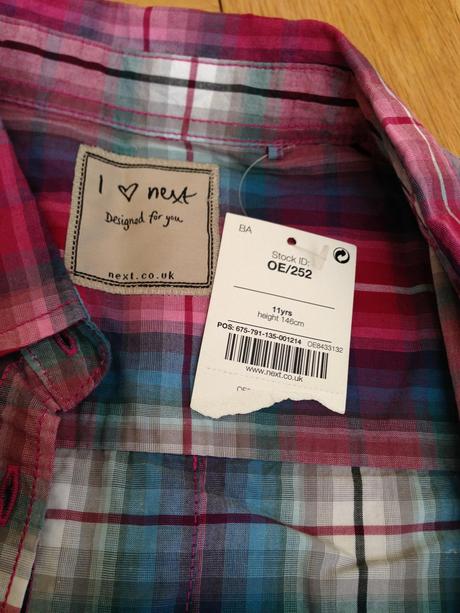 I ♥ next
Designed for you
next.co.uk
BA
Stock ID:
OE/252
11yrs
height 146cm
POS: 675-791-135-001214 OE8433132
www.next.co.uk